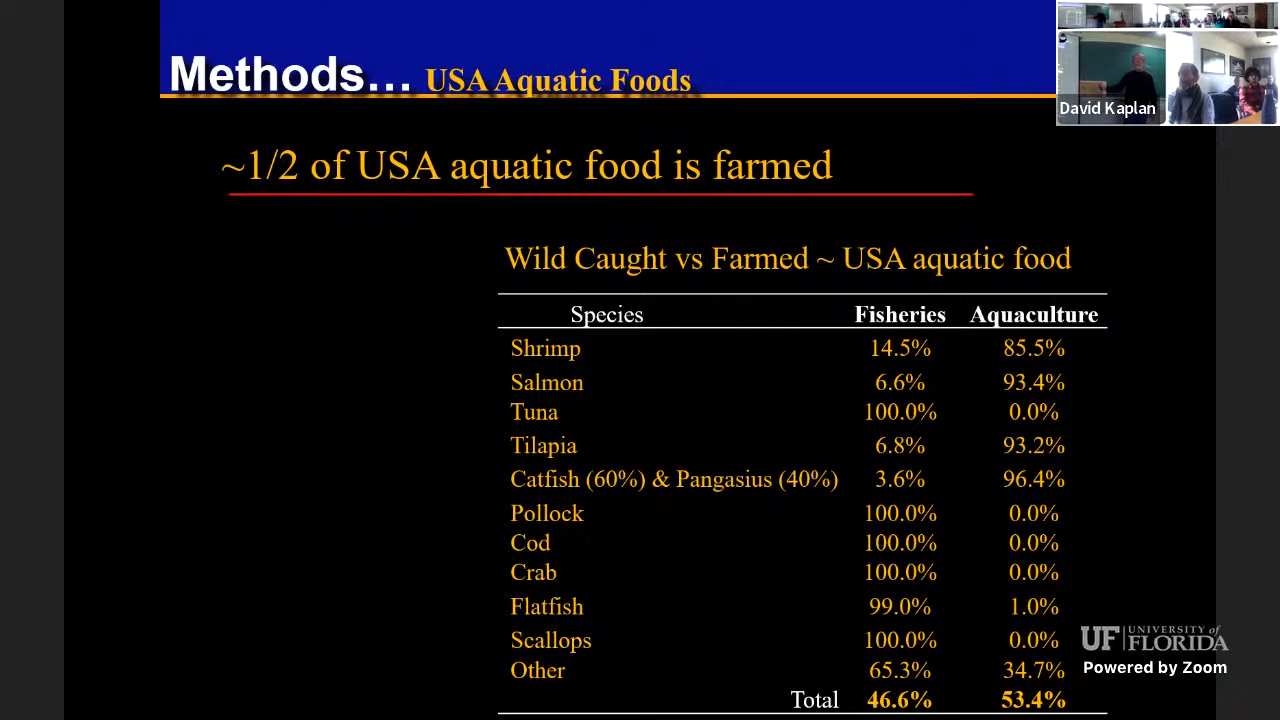 Methods... USA Aquatic Foods
David Kaplan
~1/2 of USA aquatic food is farmed
Wild Caught vs Farmed ~ USA aquatic food
Species Fisheries Aquaculture
Shrimp 14.5% 85.5%
Salmon 6.6% 93.4%
Tuna 100.0% 0.0%
Tilapia 6.8% 93.2%
Catfish (60%) & Pangasius (40%) 3.6% 96.4%
Pollock 100.0% 0.0%
Cod 100.0% 0.0%
Crab 100.0% 0.0%
Flatfish 99.0% 1.0%
Scallops 100.0% 0.0%
Other 65.3% 34.7%
Total 46.6% 53.4%
UF UNIVERSITY of
FLORIDA
Powered by Zoom